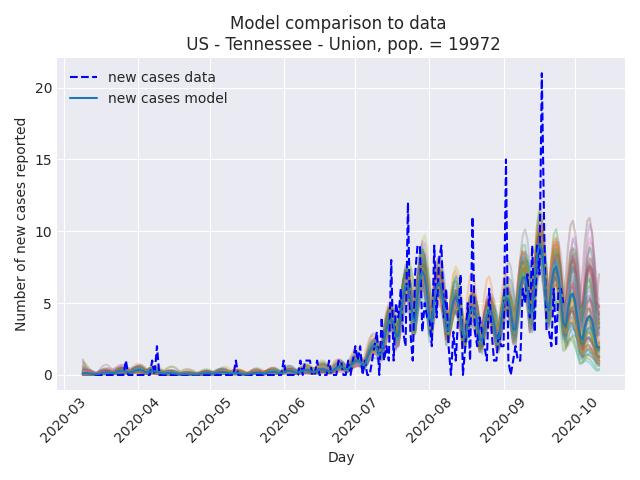 Model comparison to data
US - Tennessee - Union, pop. = 19972
new cases data
new cases model
Number of new cases reported
20
15
10
5
0
2020-03
2020-04
2020-05
2020-06
2020-07
2020-08
2020-09
2020-10
Day